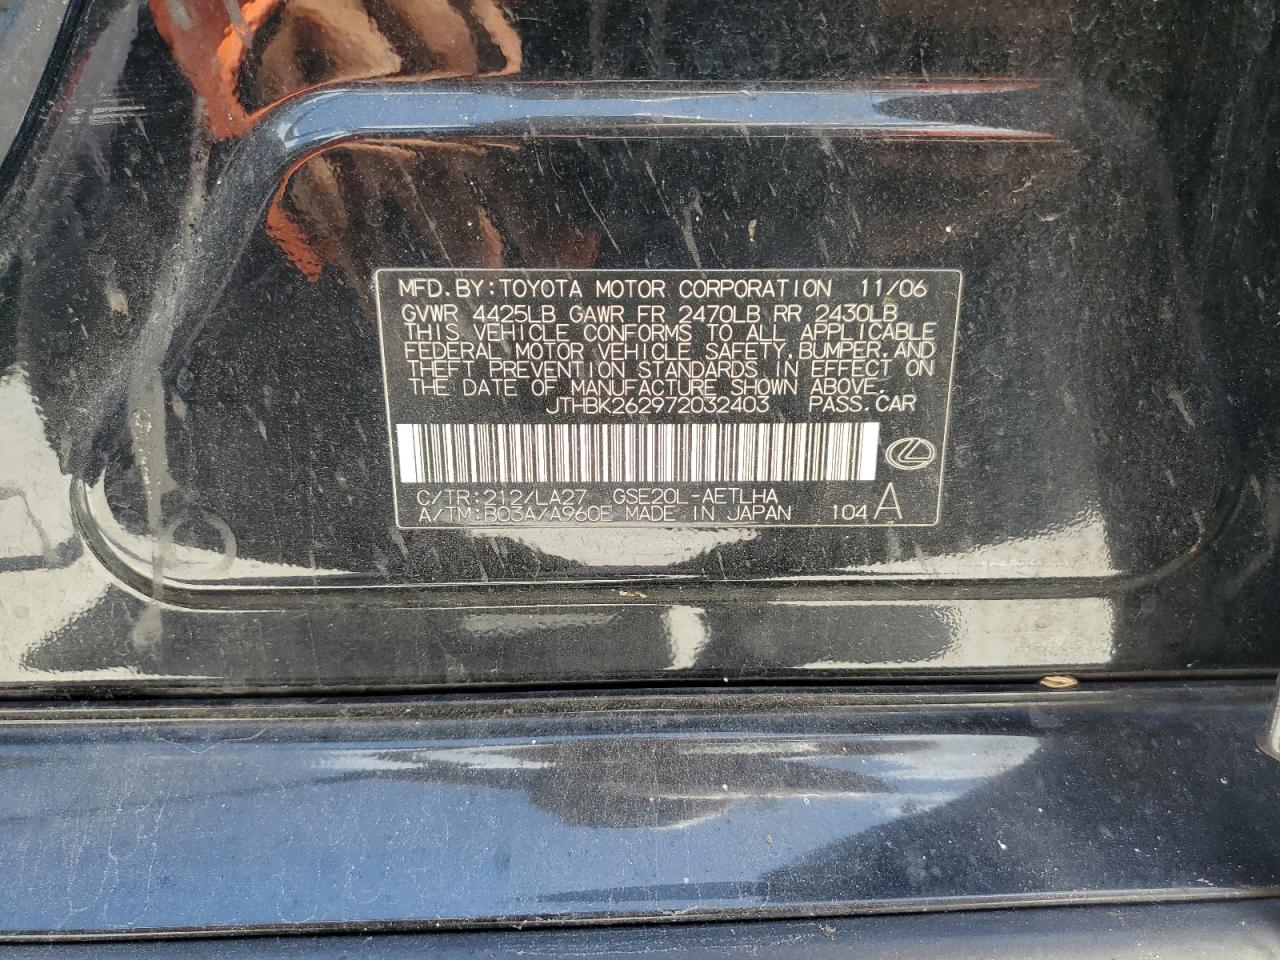 MFD. BY: TOYOTA MOTOR CORPORATION 11/06
GVWR 4425LB GAWR FR 2470LB RR 2430LB
THIS VEHICLE CONFORMS TO ALL APPLICABLE
FEDERAL MOTOR VEHICLE SAFETY, BUMPER, AND
THEFT PREVENTION STANDARDS IN EFFECT ON
THE DATE OF MANUFACTURE SHOWN ABOVE.
JTHBK262972032403 PASS. CAR
C/TR: 212/LA27 GSE20L-AETLHA
A/TM: B03A/A960E MADE IN JAPAN 104 A